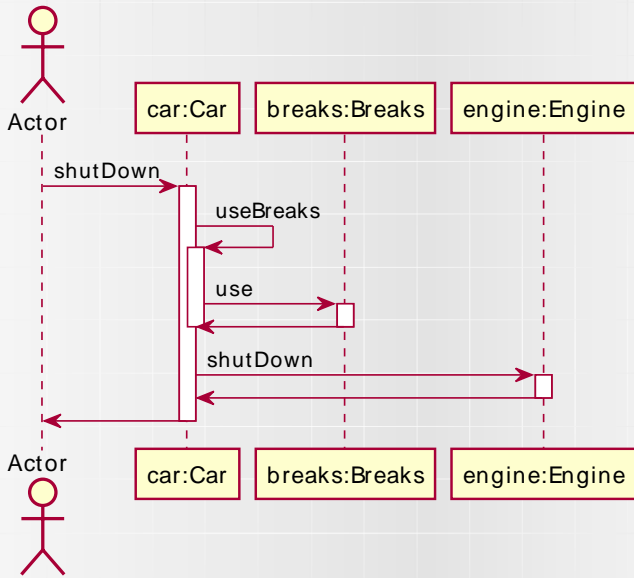 Actor
car:Car
breaks:Breaks
engine:Engine
shutDown
useBreaks
use
shutDown
Actor
car:Car
breaks:Breaks
engine:Engine